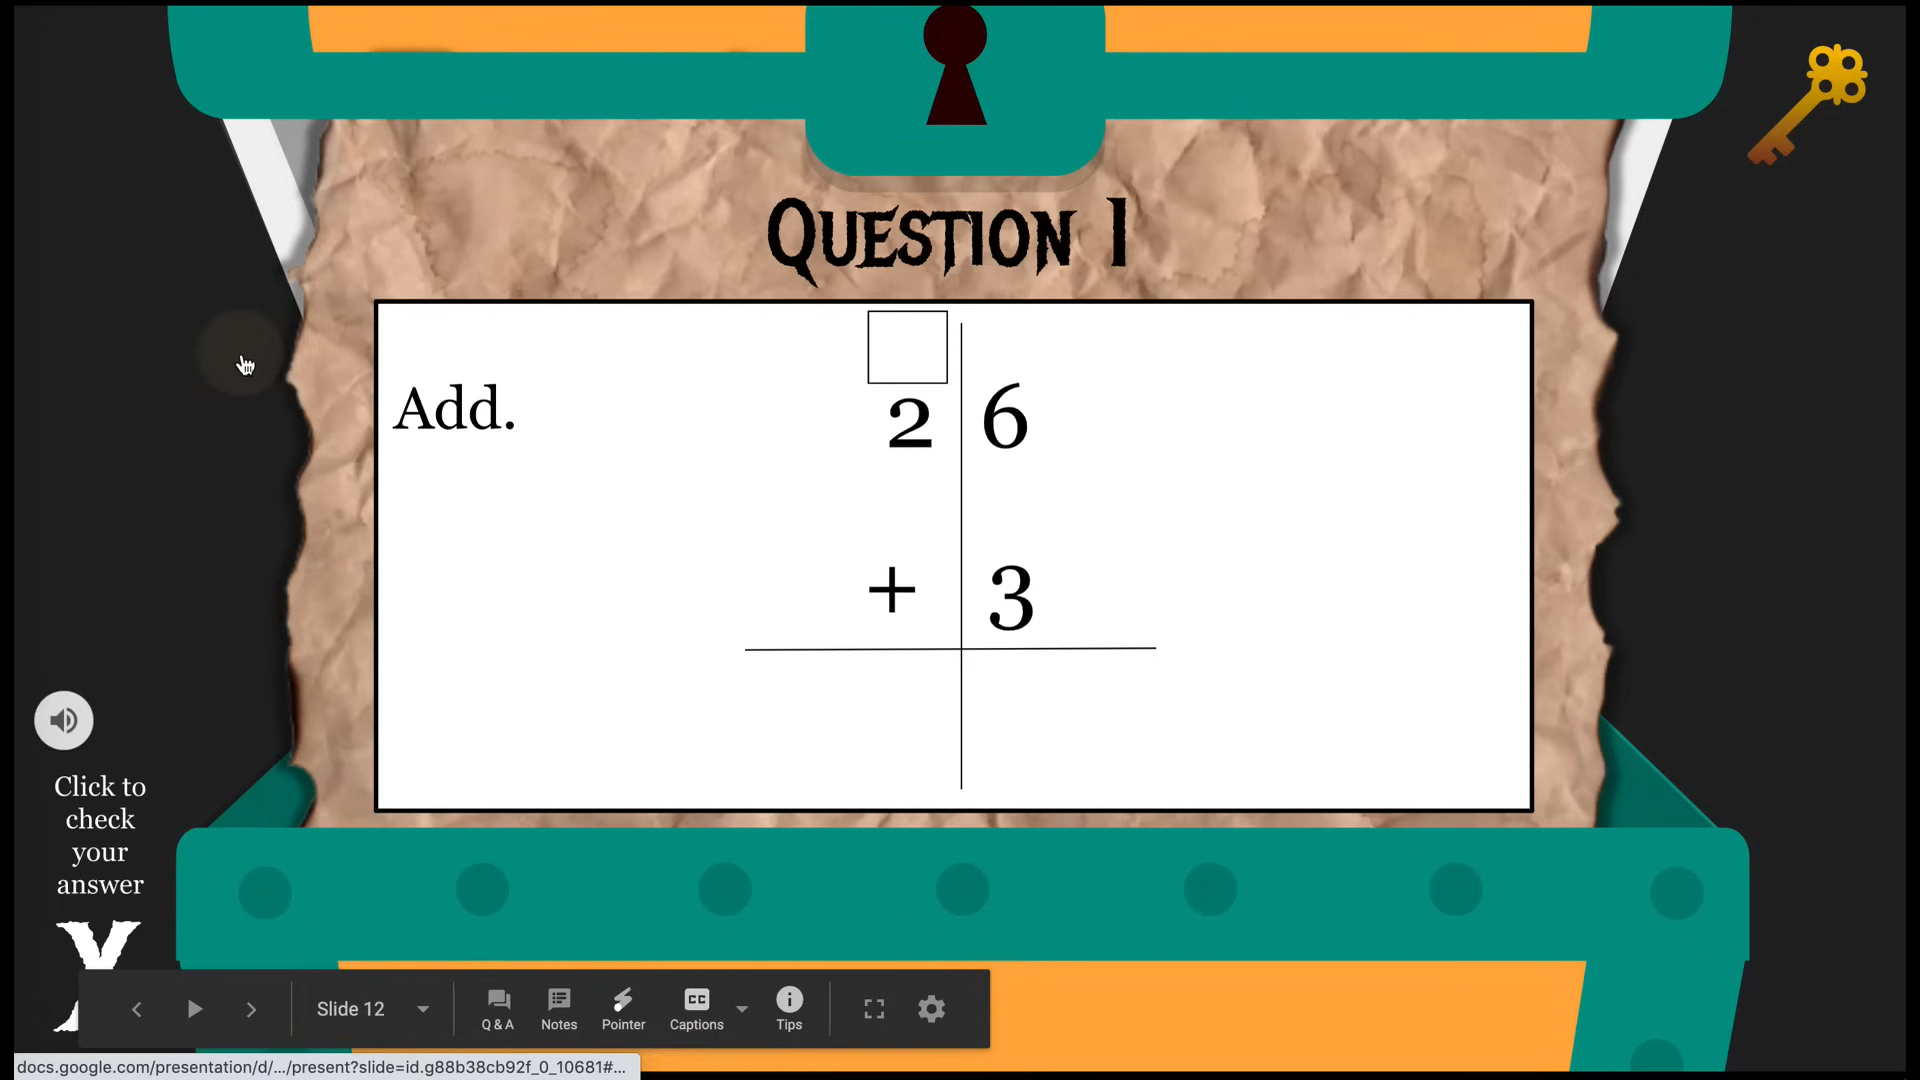 QUESTION 1
Add.
2 6
+ 3
Click to
check
your
answer
X
Slide 12
Q & A
Notes
Pointer
CC
Captions
Tips
docs.google.com/presentation/d/.../present?slide=id.g88b38cb92f_0_10681#...